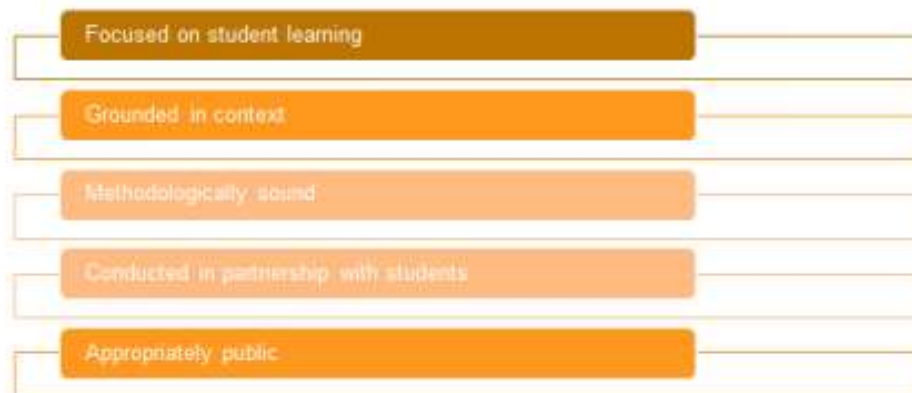 Focused on student learning
Grounded in context
Methodologically sound
Conducted in partnership with students
Appropriately public